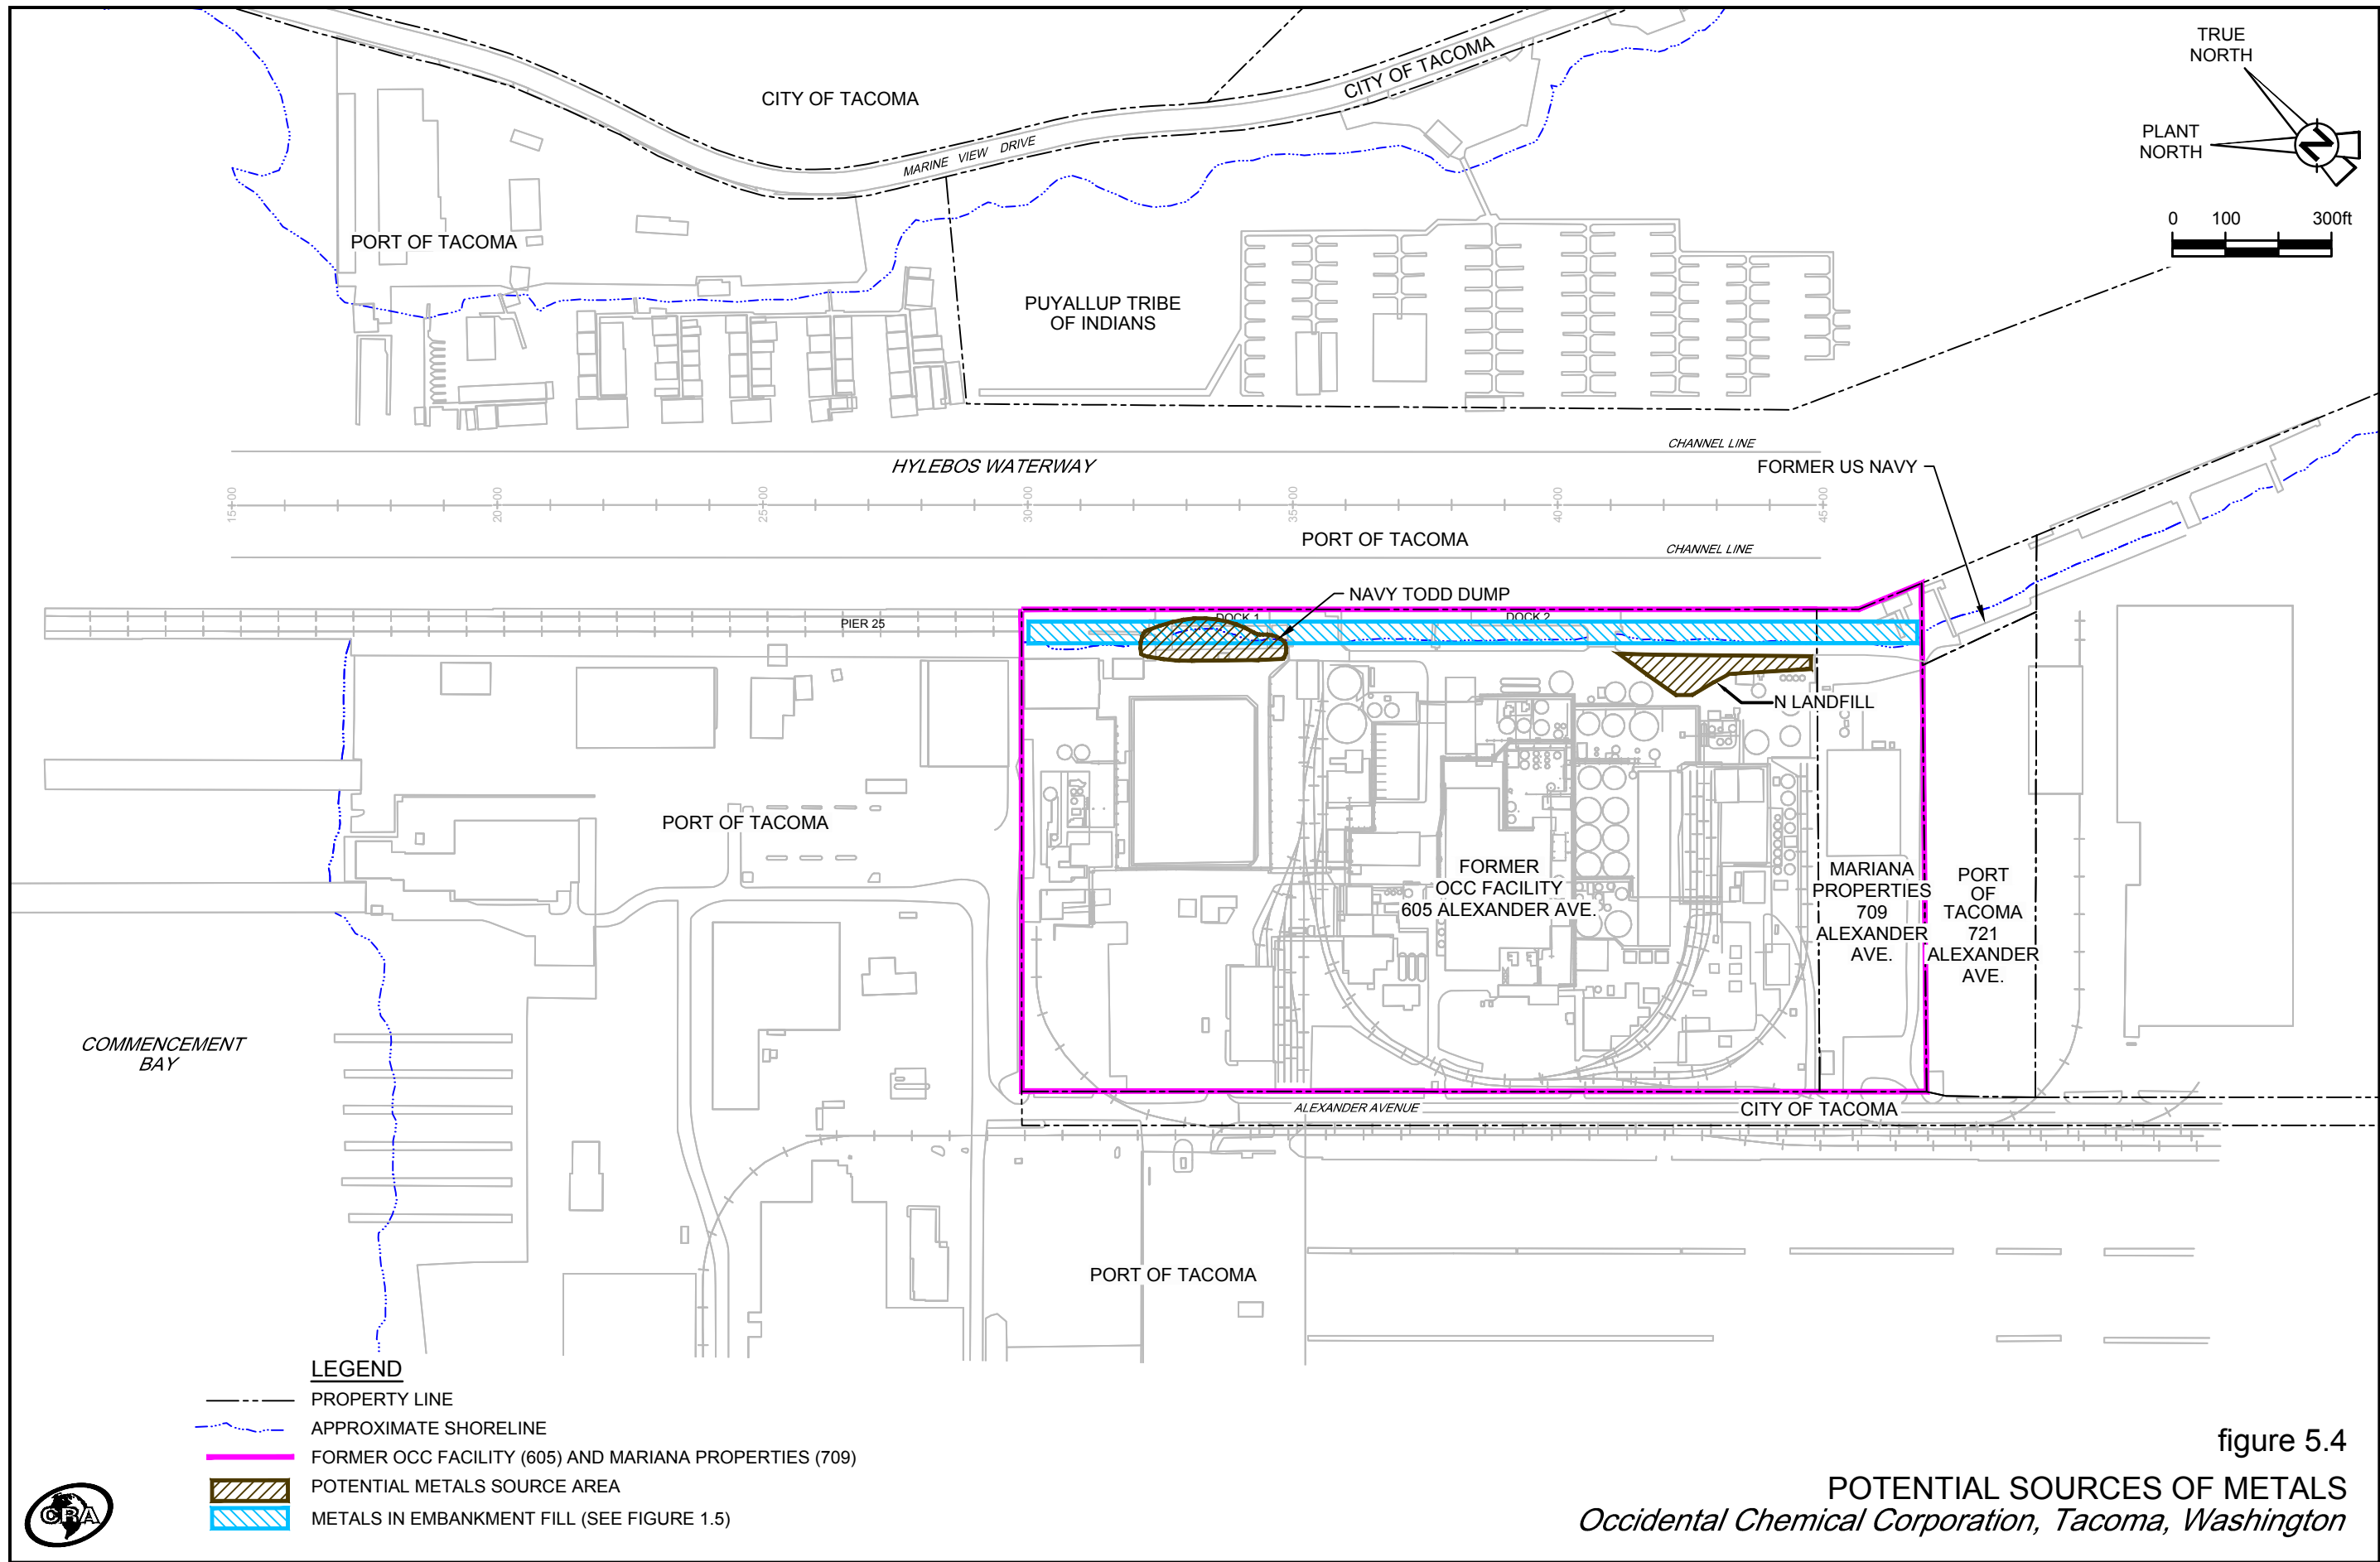 TRUE
NORTH
PLANT
NORTH
N
0 100 300ft
CITY OF TACOMA
CITY OF TACOMA
MARINE VIEW DRIVE
PORT OF TACOMA
PUYALLUP TRIBE
OF INDIANS
CHANNEL LINE
HYLEBOS WATERWAY
FORMER US NAVY
15+00 20+00 25+00 30+00 35+00 40+00 45+00
PORT OF TACOMA
CHANNEL LINE
NAVY TODD DUMP
PIER 25
DOCK 1
DOCK 2
N LANDFILL
PORT OF TACOMA
FORMER
OCC FACILITY
605 ALEXANDER AVE.
MARIANA
PROPERTIES
709
ALEXANDER
AVE.
PORT
OF
TACOMA
721
ALEXANDER
AVE.
COMMENCEMENT
BAY
ALEXANDER AVENUE
CITY OF TACOMA
PORT OF TACOMA
LEGEND
PROPERTY LINE
APPROXIMATE SHORELINE
FORMER OCC FACILITY (605) AND MARIANA PROPERTIES (709)
POTENTIAL METALS SOURCE AREA
METALS IN EMBANKMENT FILL (SEE FIGURE 1.5)
CRA
figure 5.4
POTENTIAL SOURCES OF METALS
Occidental Chemical Corporation, Tacoma, Washington